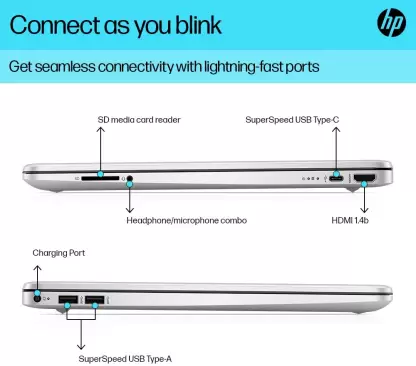 Connect as you blink
hp
Get seamless connectivity with lightning-fast ports
SD media card reader
SuperSpeed USB Type-C
Headphone/microphone combo
HDMI 1.4b
Charging Port
SuperSpeed USB Type-A